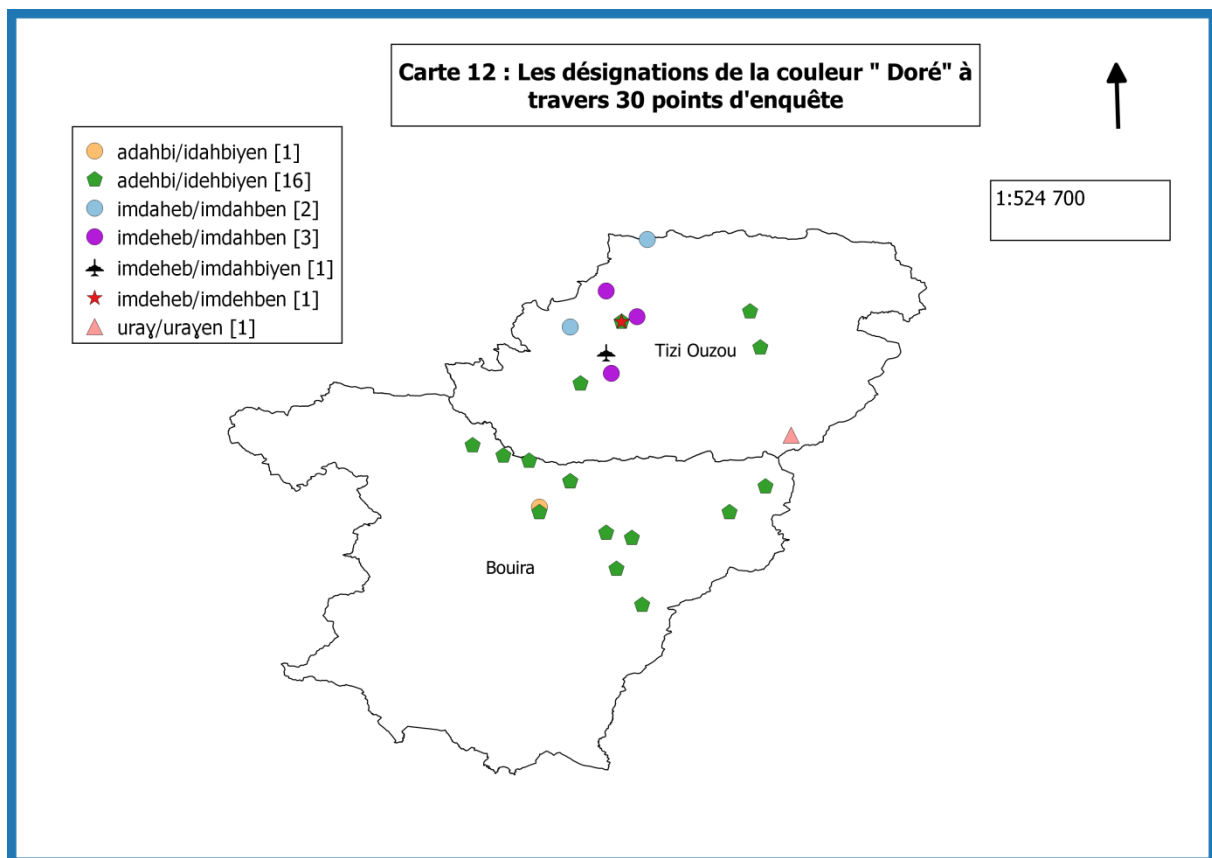 Carte 12 : Les désignations de la couleur " Doré" à
travers 30 points d'enquête
adahbi/idahbiyen [1]
adehbi/idehbiyen [16]
imdaheb/imdahben [2]
imdeheb/imdahben [3]
imdeheb/imdahbiyen [1]
imdeheb/imdehben [1]
uraɣ/uraɣen [1]
1:524 700
Tizi Ouzou
Bouira